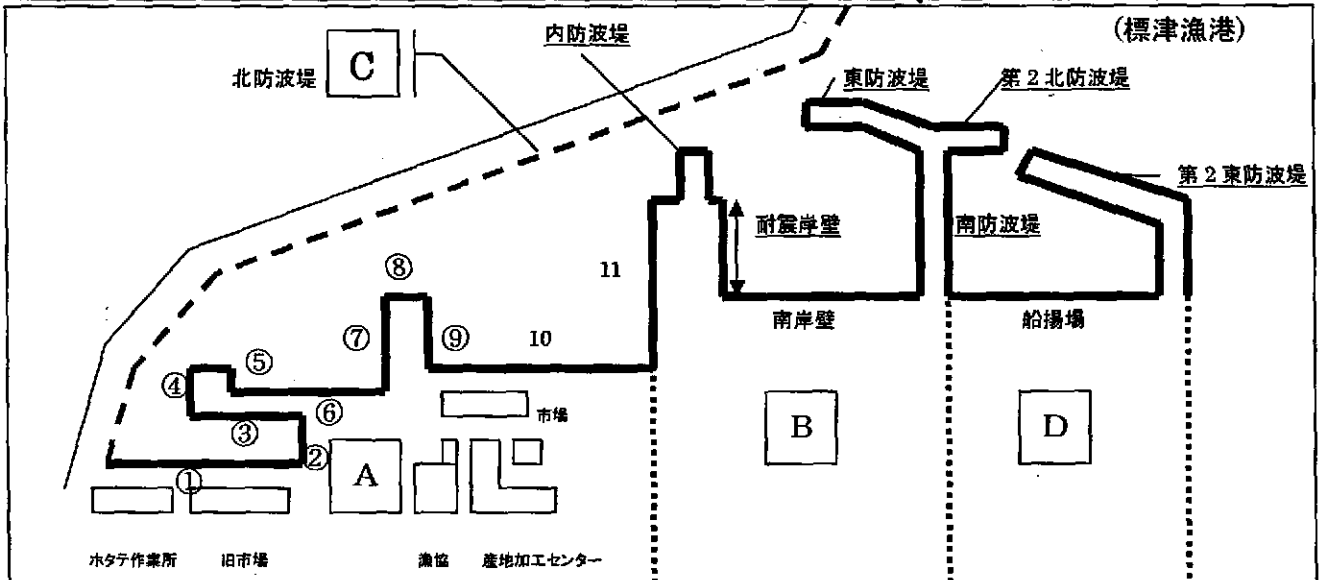 (標津漁港)
内防波堤
北防波堤
C
東防波堤
第2北防波堤
第2東防波堤
耐震岸壁
南防波堤
11
⑧
南岸壁
船揚場
⑦
⑨
10
⑤
④
⑥
市場
③
B
D
②
A
①
ホタテ作業所
旧市場
漁協
産地加工センター